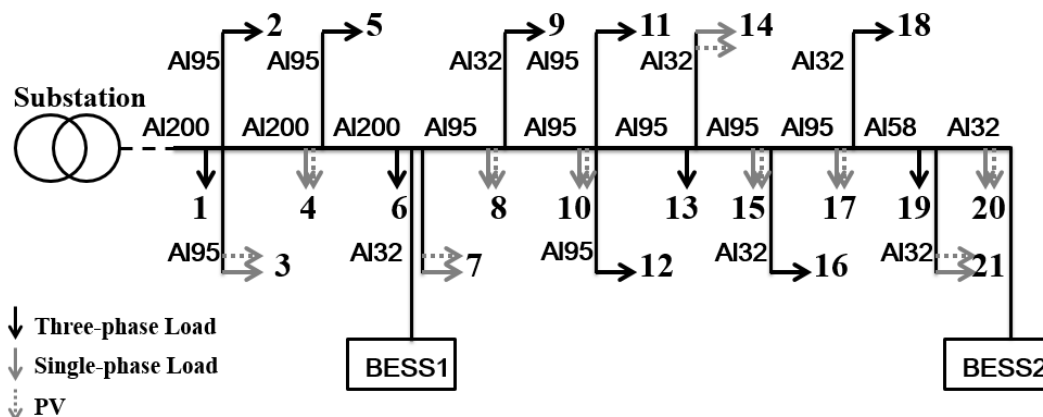 2 5 9 11 14 18
Al95 Al95 Al32 Al95 Al32 Al32
Substation
Al200 Al200 Al200 Al95 Al95 Al95 Al95 Al95 Al58 Al32
1 4 6 8 10 13 15 17 19 20
Al95 Al32 Al95 Al32 Al32
3 7 12 16 21
Three-phase Load
Single-phase Load
PV
BESS1 BESS2